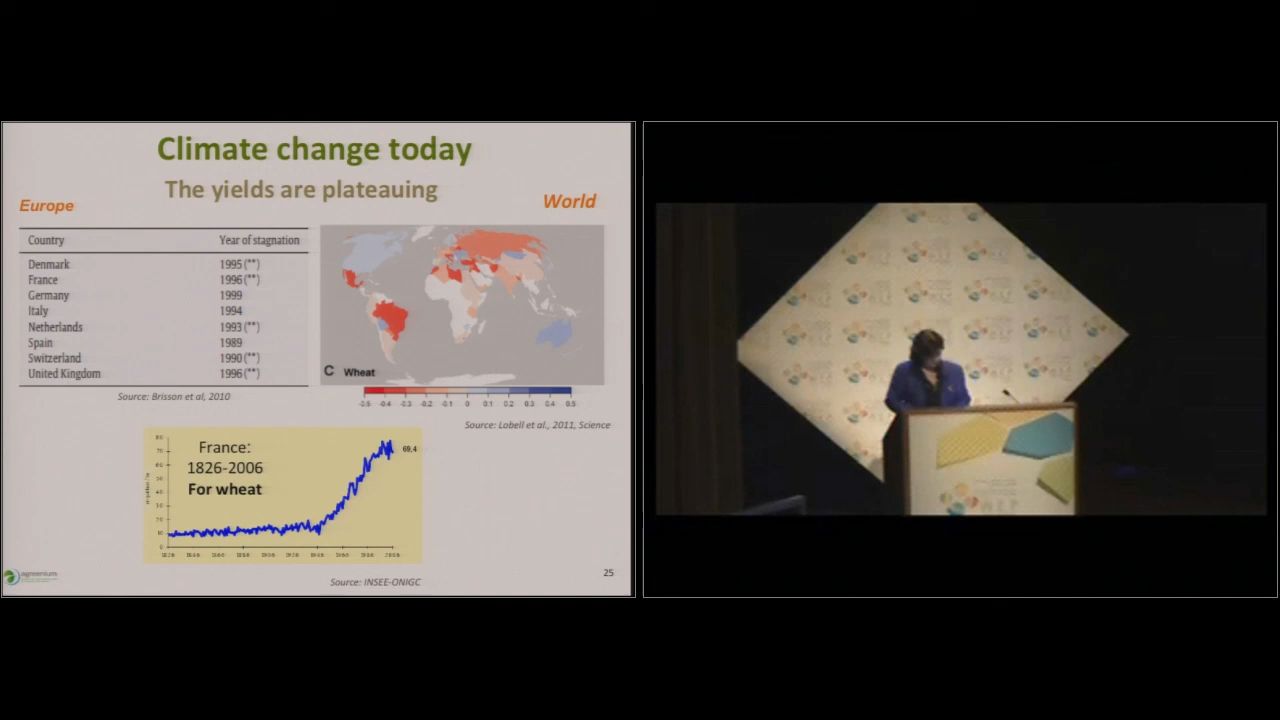 Climate change today
The yields are plateauing
Europe
World
Country Year of stagnation
Denmark 1995 (**)
France 1996 (**)
Germany 1999
Italy 1994
Netherlands 1993 (**)
Spain 1989
Switzerland 1990 (**)
United Kingdom 1996 (**)
Source: Brisson et al, 2010
C Wheat
-0.5 -0.4 -0.3 -0.2 -0.1 0 0.1 0.2 0.3 0.4 0.5
Source: Lobell et al., 2011, Science
France:
1826-2006
For wheat
69,4
Source: INSEE-ONIGC
agreenium
25